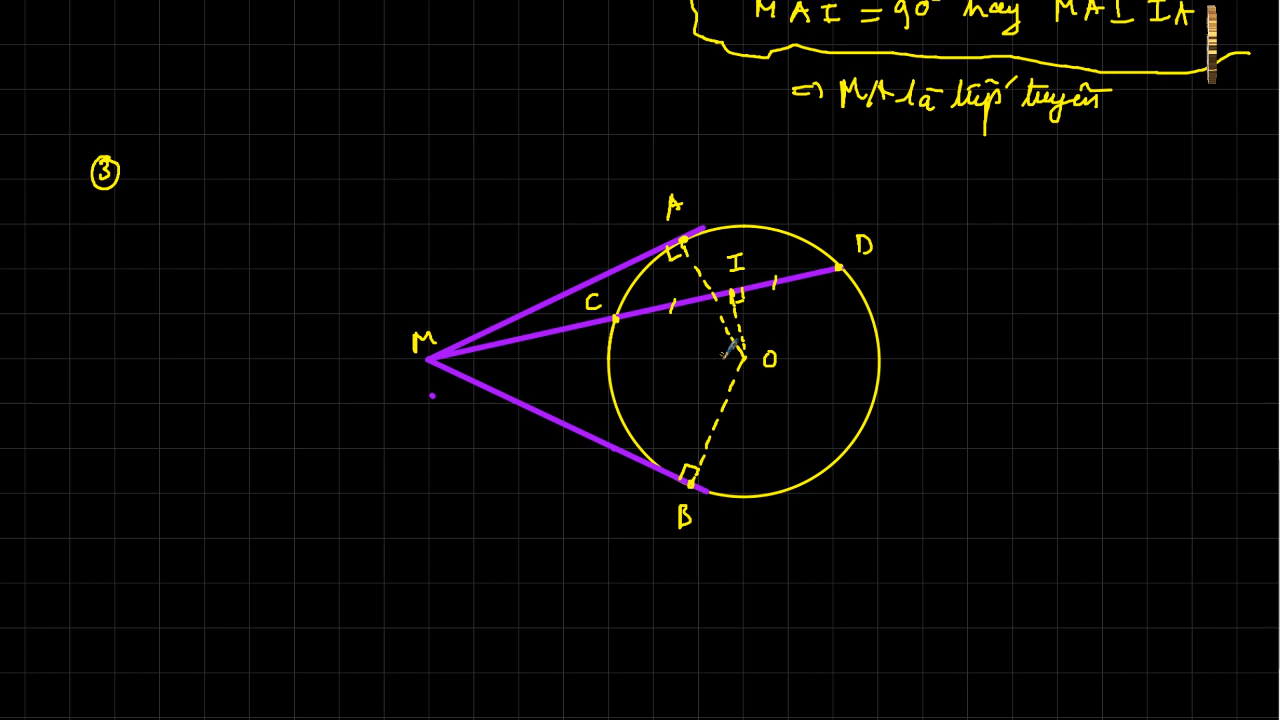 MAI = 90° hay MA ⊥ IA
=> MA là tiếp tuyến
③
A
D
I
C
M
O
B